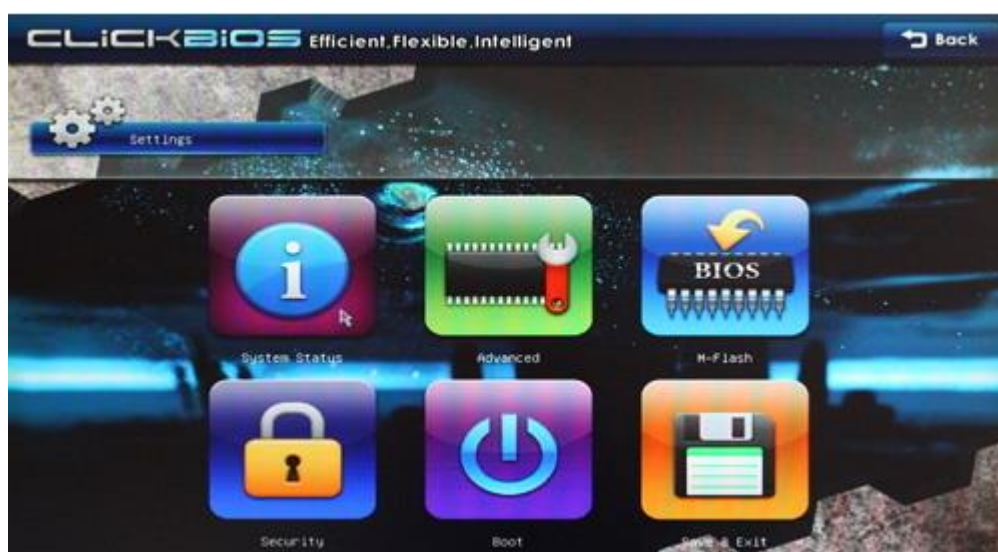 CLiCKBiOS Efficient,Flexible,Intelligent
Back
Settings
BIOS
System Status
Advanced
M-Flash
Security
Boot
Save & Exit